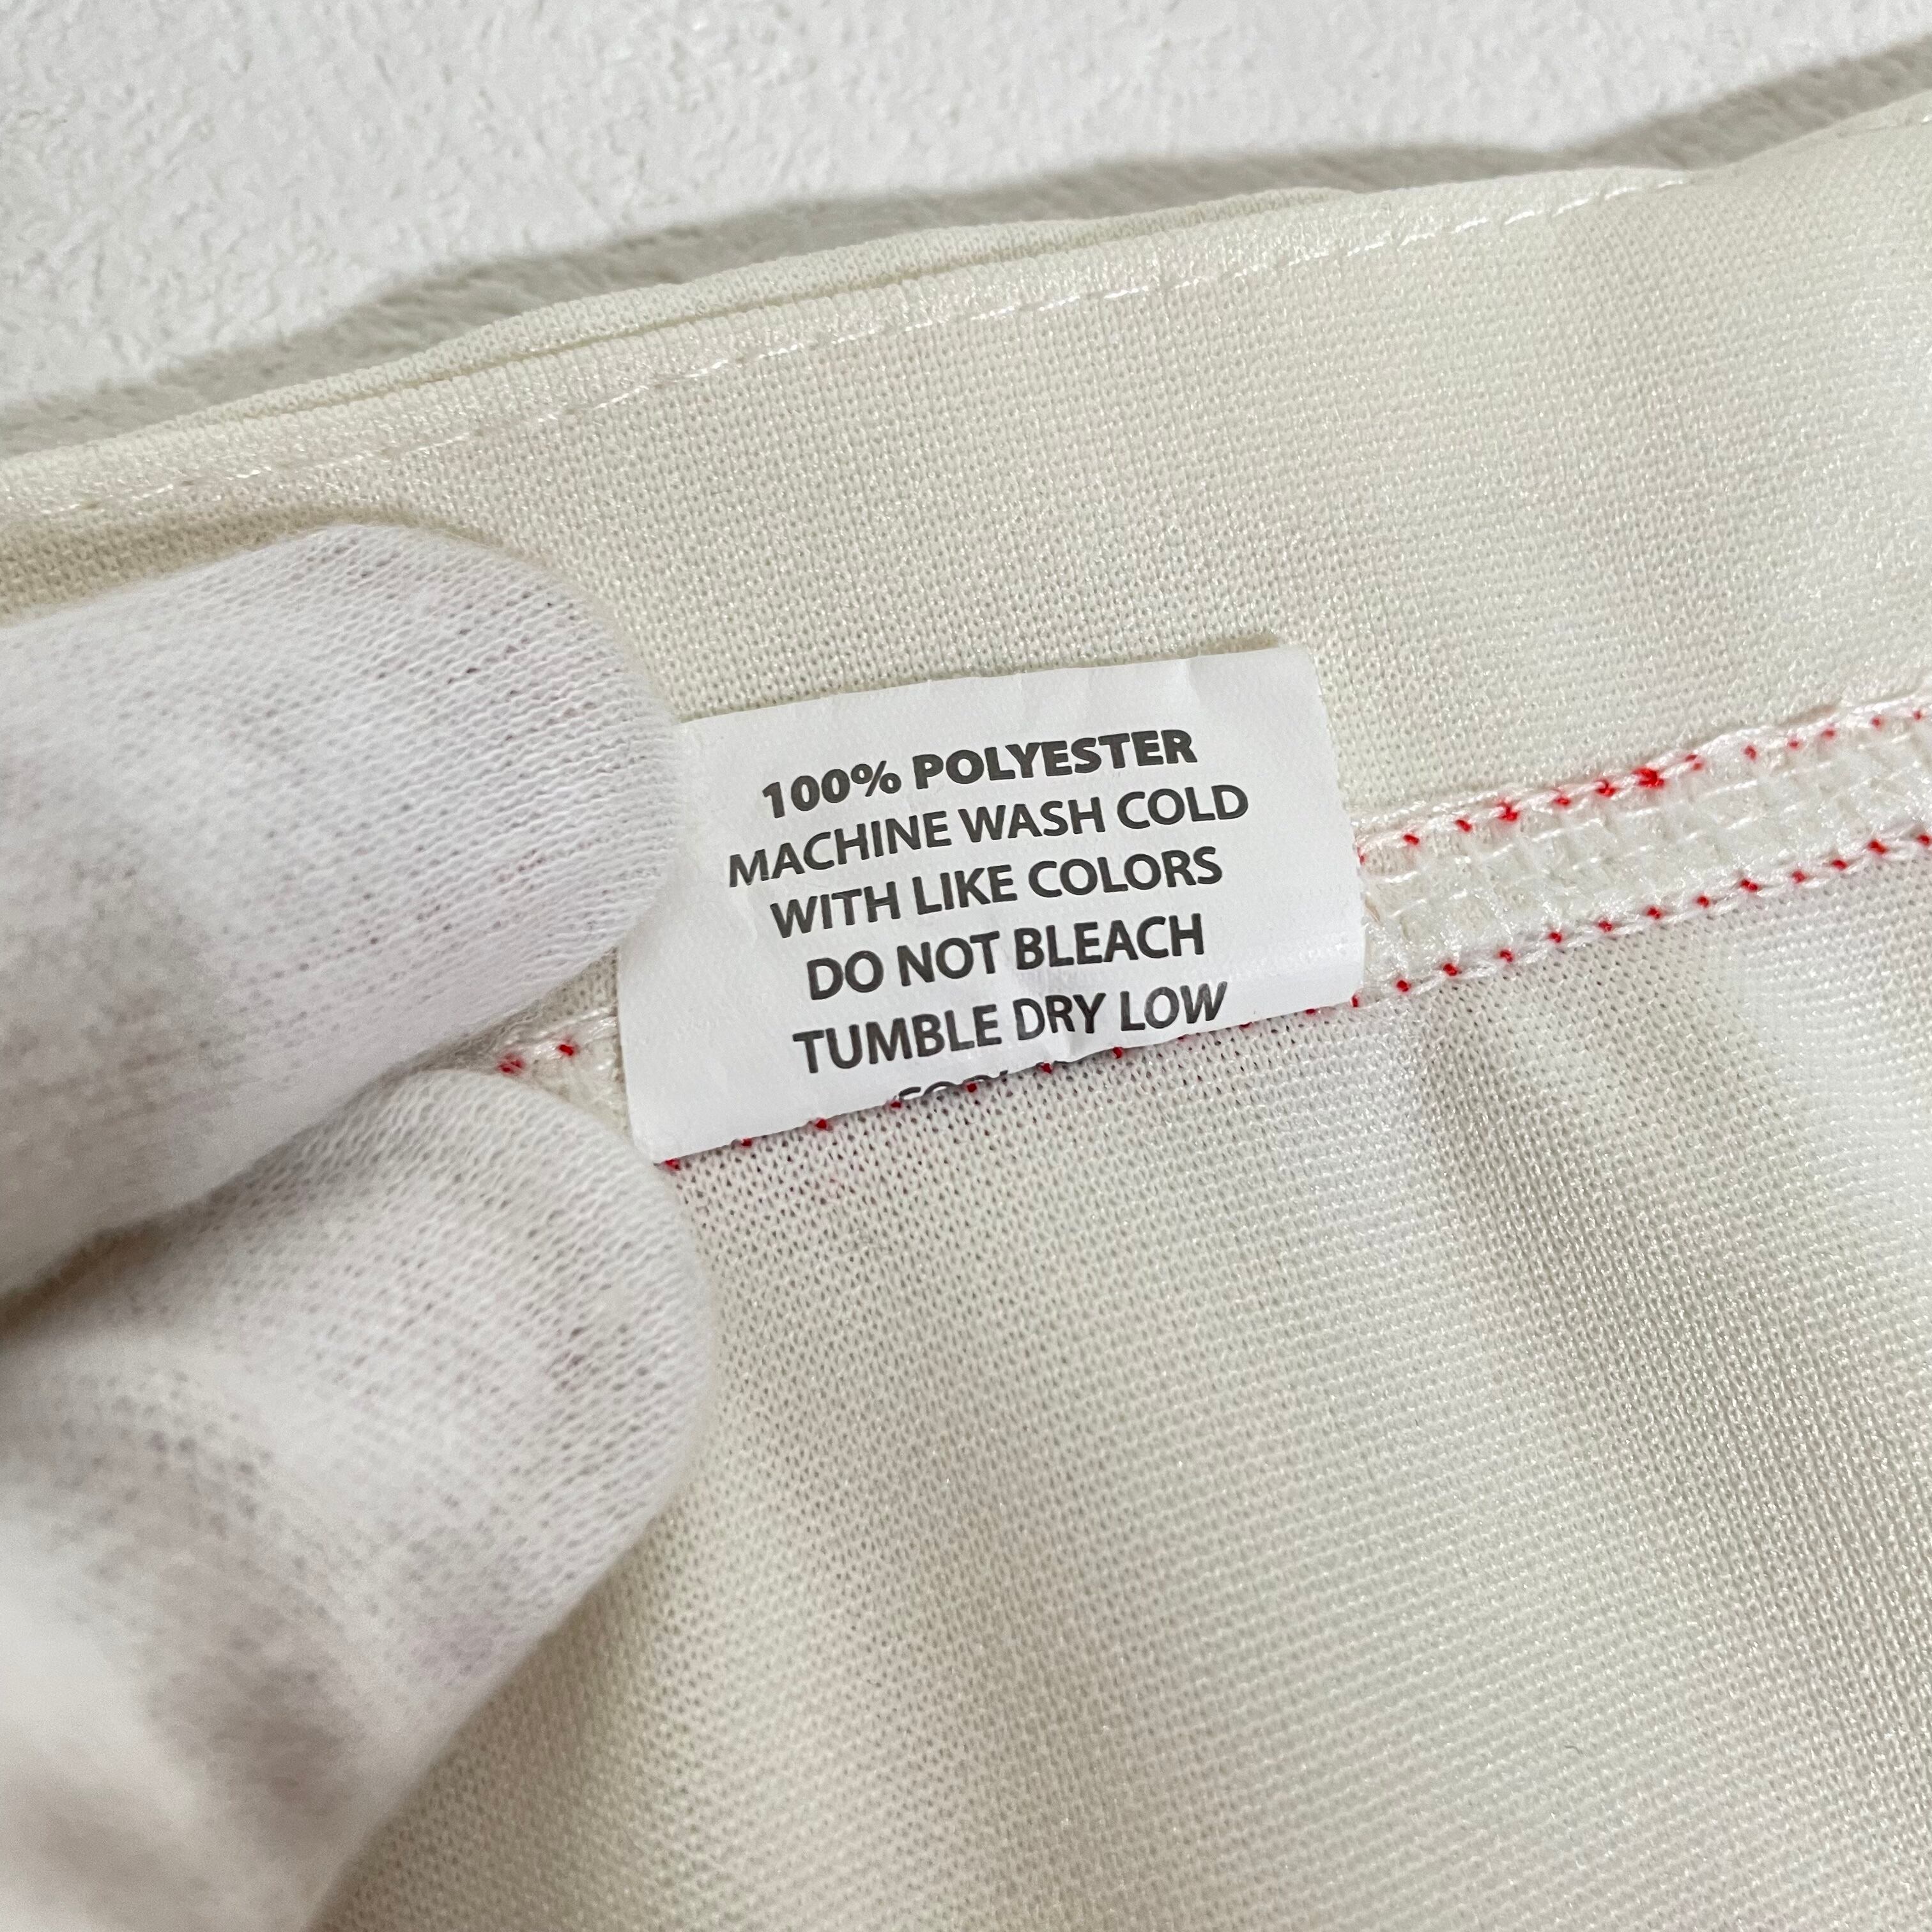 100% POLYESTER
MACHINE WASH COLD
WITH LIKE COLORS
DO NOT BLEACH
TUMBLE DRY LOW